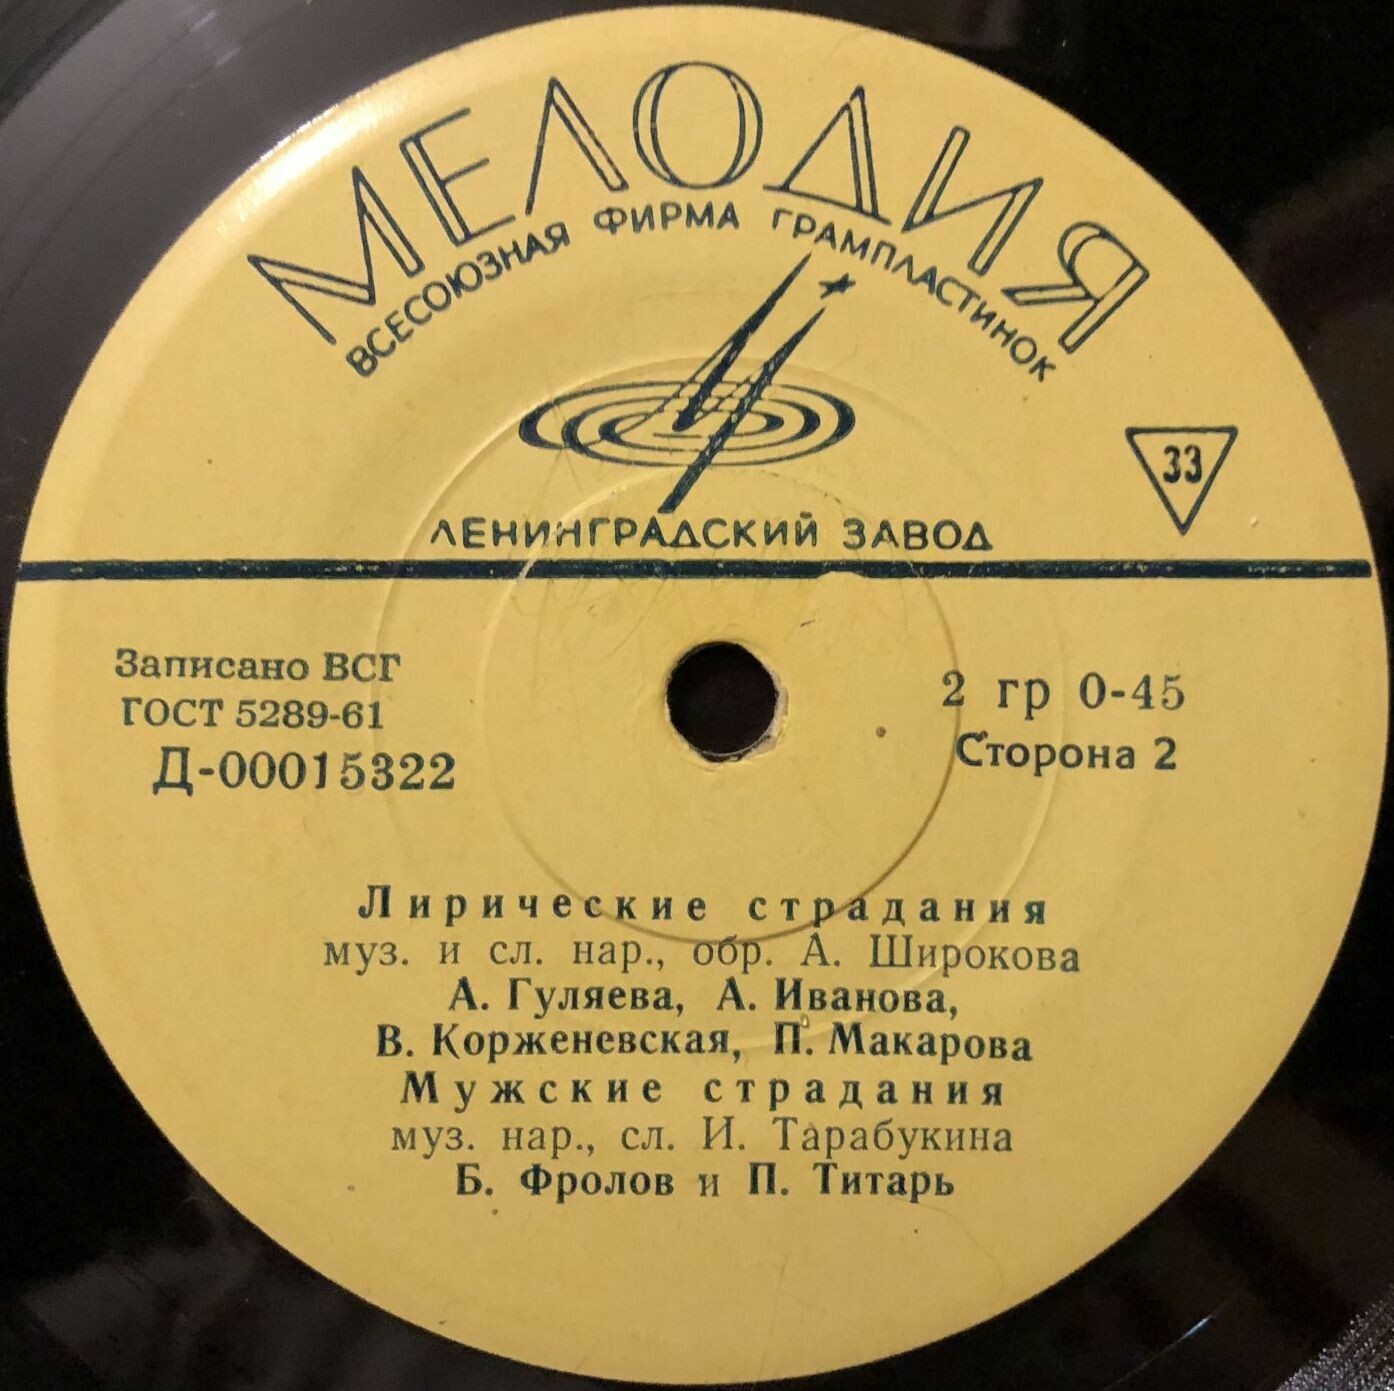 МЕЛОДИЯ
ВСЕСОЮЗНАЯ ФИРМА ГРАМПЛАСТИНОК
33
ЛЕНИНГРАДСКИЙ ЗАВОД
Записано ВСГ
ГОСТ 5289-61
Д-00015322
2 гр 0-45
Сторона 2
Лирические страдания
муз. и сл. нар., обр. А. Широкова
А. Гуляева, А. Иванова,
В. Корженевская, П. Макарова
Мужские страдания
муз. нар., сл. И. Тарабукина
Б. Фролов и П. Титарь